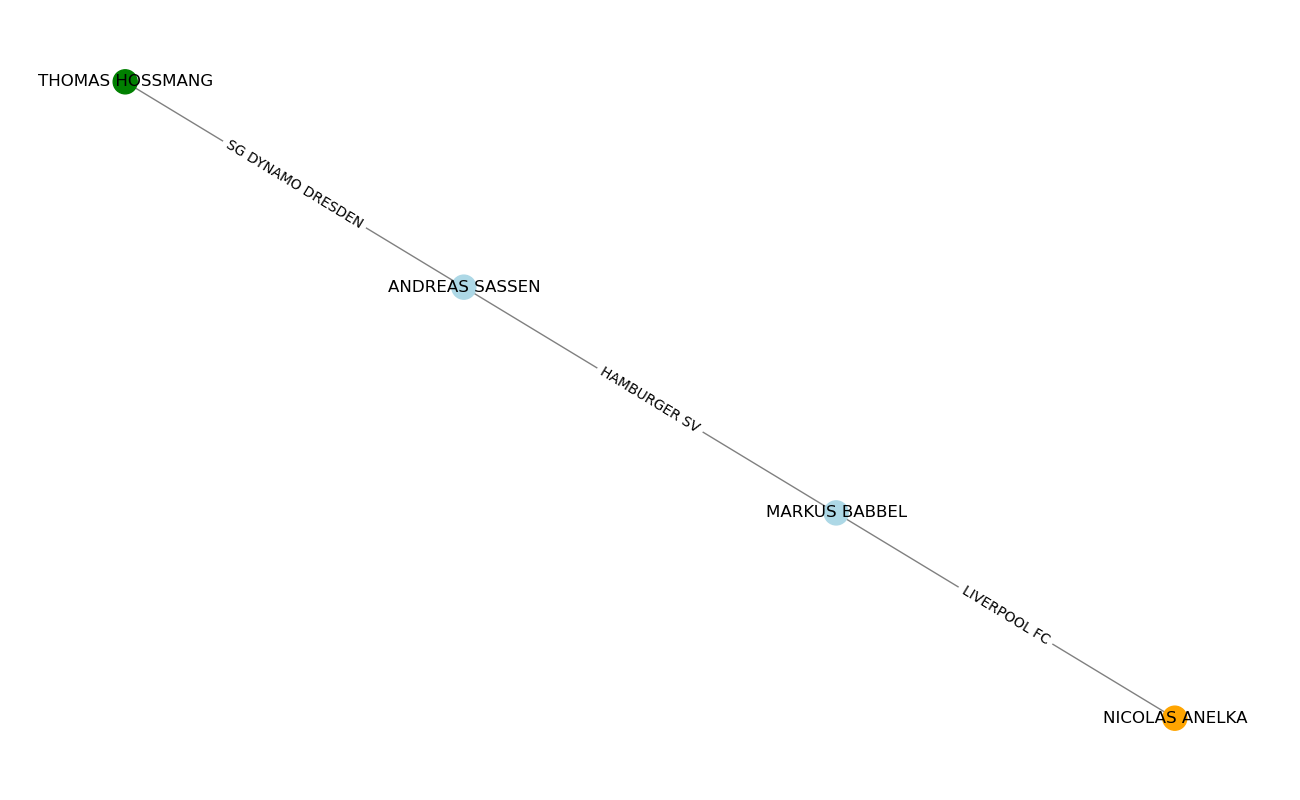 THOMAS HOSSMANG
SG DYNAMO DRESDEN
ANDREAS SASSEN
HAMBURGER SV
MARKUS BABBEL
LIVERPOOL FC
NICOLAS ANELKA